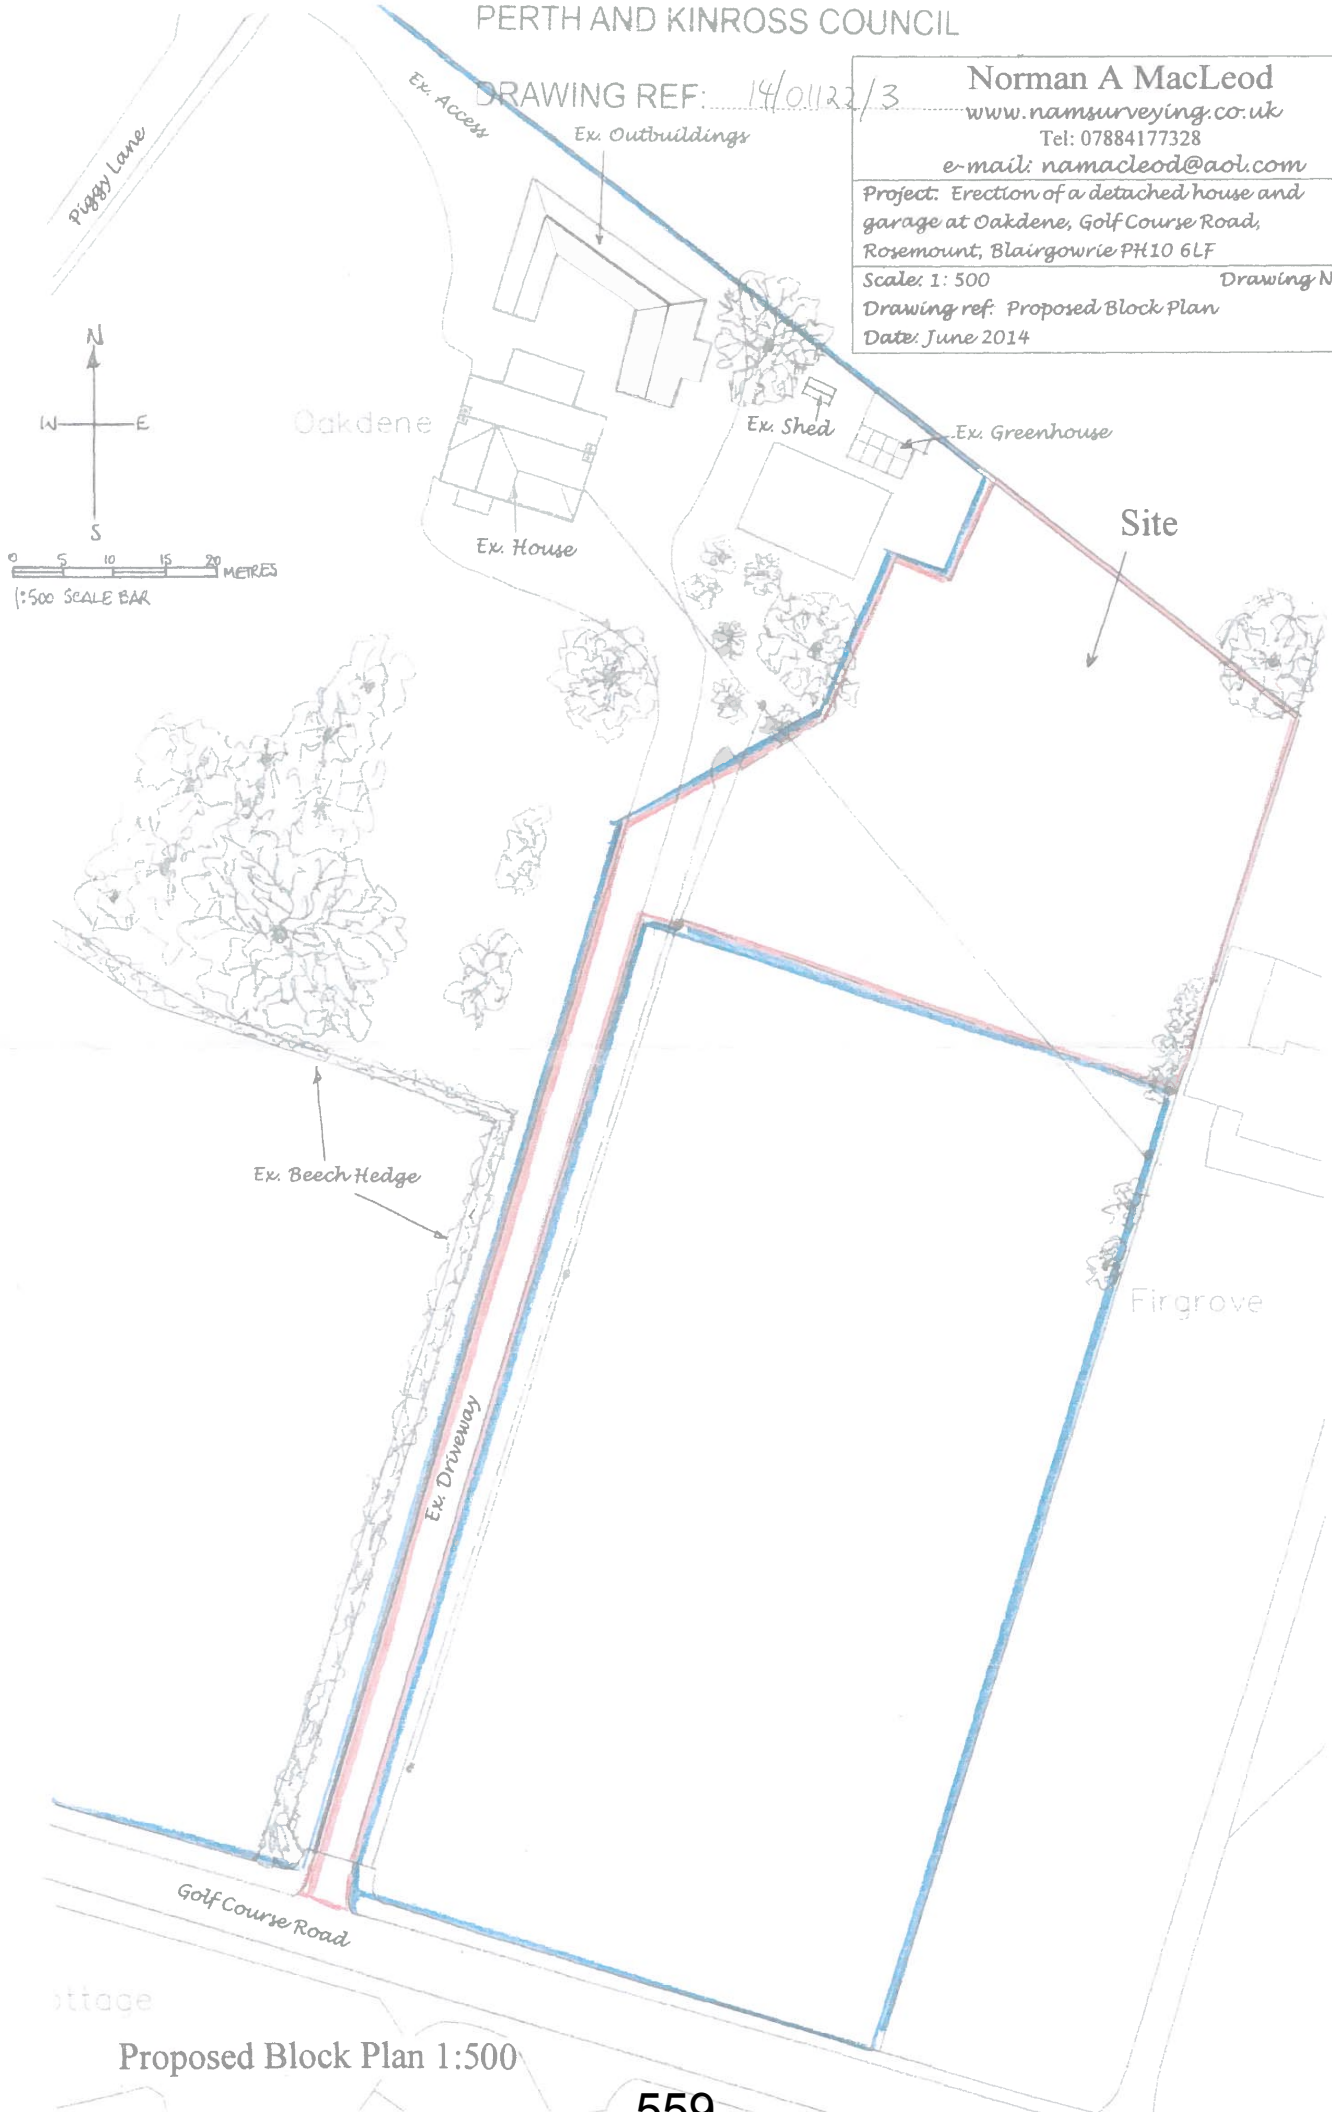 PERTH AND KINROSS COUNCIL
DRAWING REF: 14/01122/3
Norman A MacLeod
www.namsurveying.co.uk
Tel: 07884177328
e-mail: namacleod@aol.com
Project: Erection of a detached house and
garage at Oakdene, Golf Course Road,
Rosemount, Blairgowrie PH10 6LF
Scale: 1: 500 Drawing N
Drawing ref: Proposed Block Plan
Date: June 2014
Ex. Access
Ex. Outbuildings
Piggy Lane
N
W E
S
0 5 10 15 20 METRES
1:500 SCALE BAR
Oakdene
Ex. Shed
Ex. Greenhouse
Ex. House
Site
Ex. Beech Hedge
Firgrove
Ex. Driveway
Golf Course Road
ottage
Proposed Block Plan 1:500
559